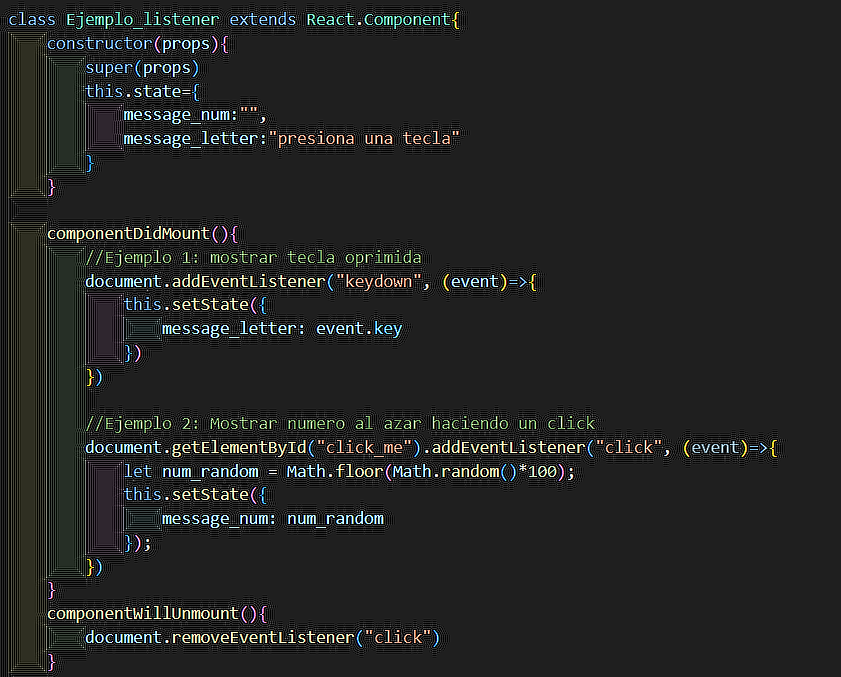 class Ejemplo_listener extends React.Component{
constructor(props){
super(props)
this.state={
message_num:"",
message_letter:"presiona una tecla"
}
}
componentDidMount(){
//Ejemplo 1: mostrar tecla oprimida
document.addEventListener("keydown", (event)=>{
this.setState({
message_letter: event.key
})
})
//Ejemplo 2: Mostrar numero al azar haciendo un click
document.getElementById("click_me").addEventListener("click", (event)=>{
let num_random = Math.floor(Math.random()*100);
this.setState({
message_num: num_random
});
})
}
componentWillUnmount(){
document.removeEventListener("click")
}